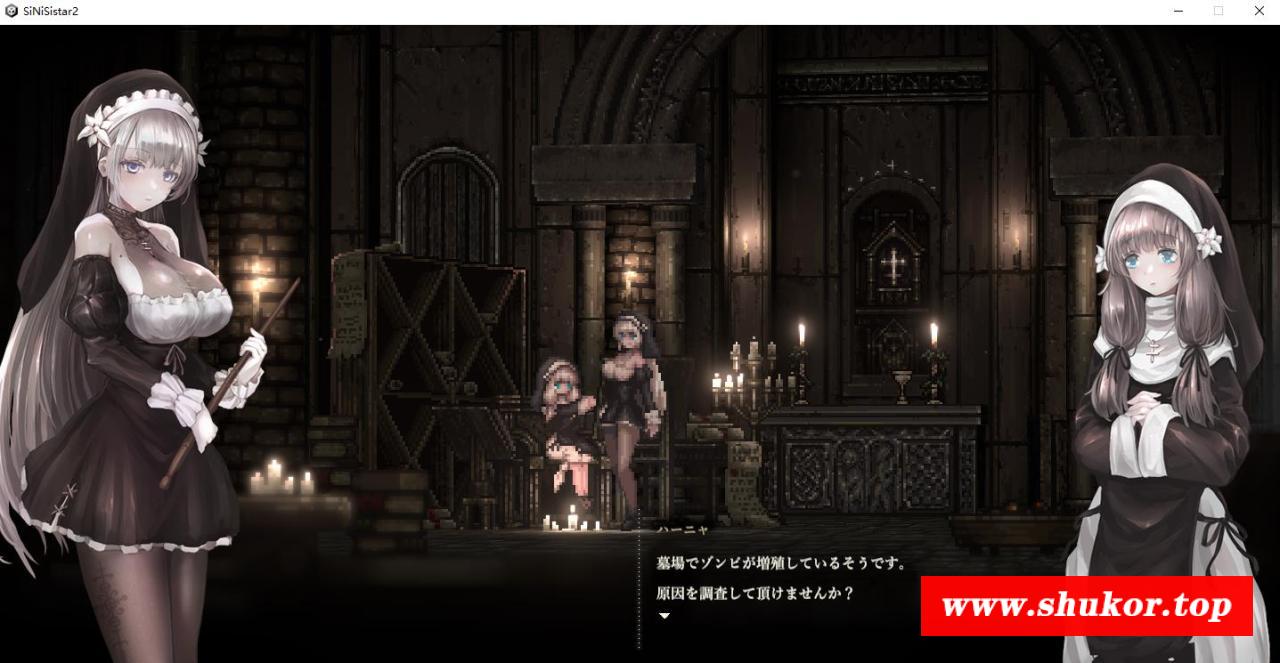 SiNiSistar2
ハーニャ
墓場でゾンビが増殖しているそうです。
原因を調査して頂けませんか？
www.shukor.top